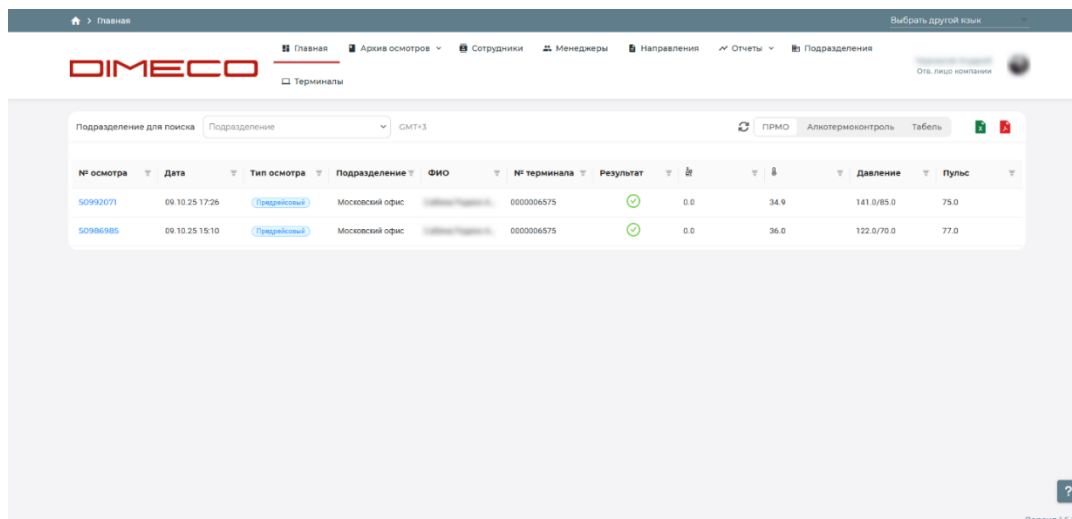 Главная
Выбрать другой язык
DIMECO
Главная Архив осмотров Сотрудники Менеджеры Направления Отчеты Подразделения
Отв. лицо компании
Терминалы
Подразделение для поиска Подразделение GMT+3 ПРМО Алкотермоконтроль Табель
№ осмотра Дата Тип осмотра Подразделение ФИО № терминала Результат Давление Пульс
50992071 09.10.25 17:26 Предрейсовый Московский офис 0000006575 0.0 34.9 141.0/85.0 75.0
50986985 09.10.25 15:10 Предрейсовый Московский офис 0000006575 0.0 36.0 122.0/70.0 77.0
?